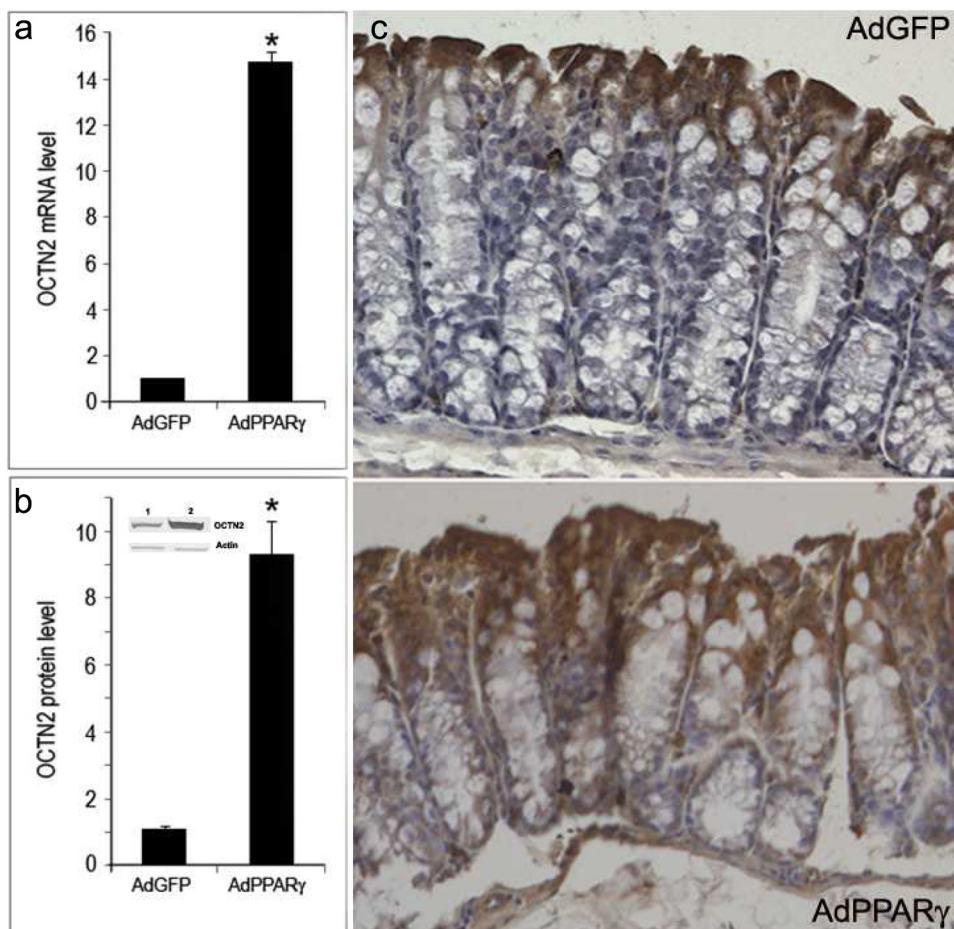 a
16
14
12
10
8
6
4
2
0
OCTN2 mRNA level
*
AdGFP AdPPARγ
b
10
8
6
4
2
0
OCTN2 protein level
1 2
OCTN2
Actin
*
AdGFP AdPPARγ
c
AdGFP
AdPPARγ